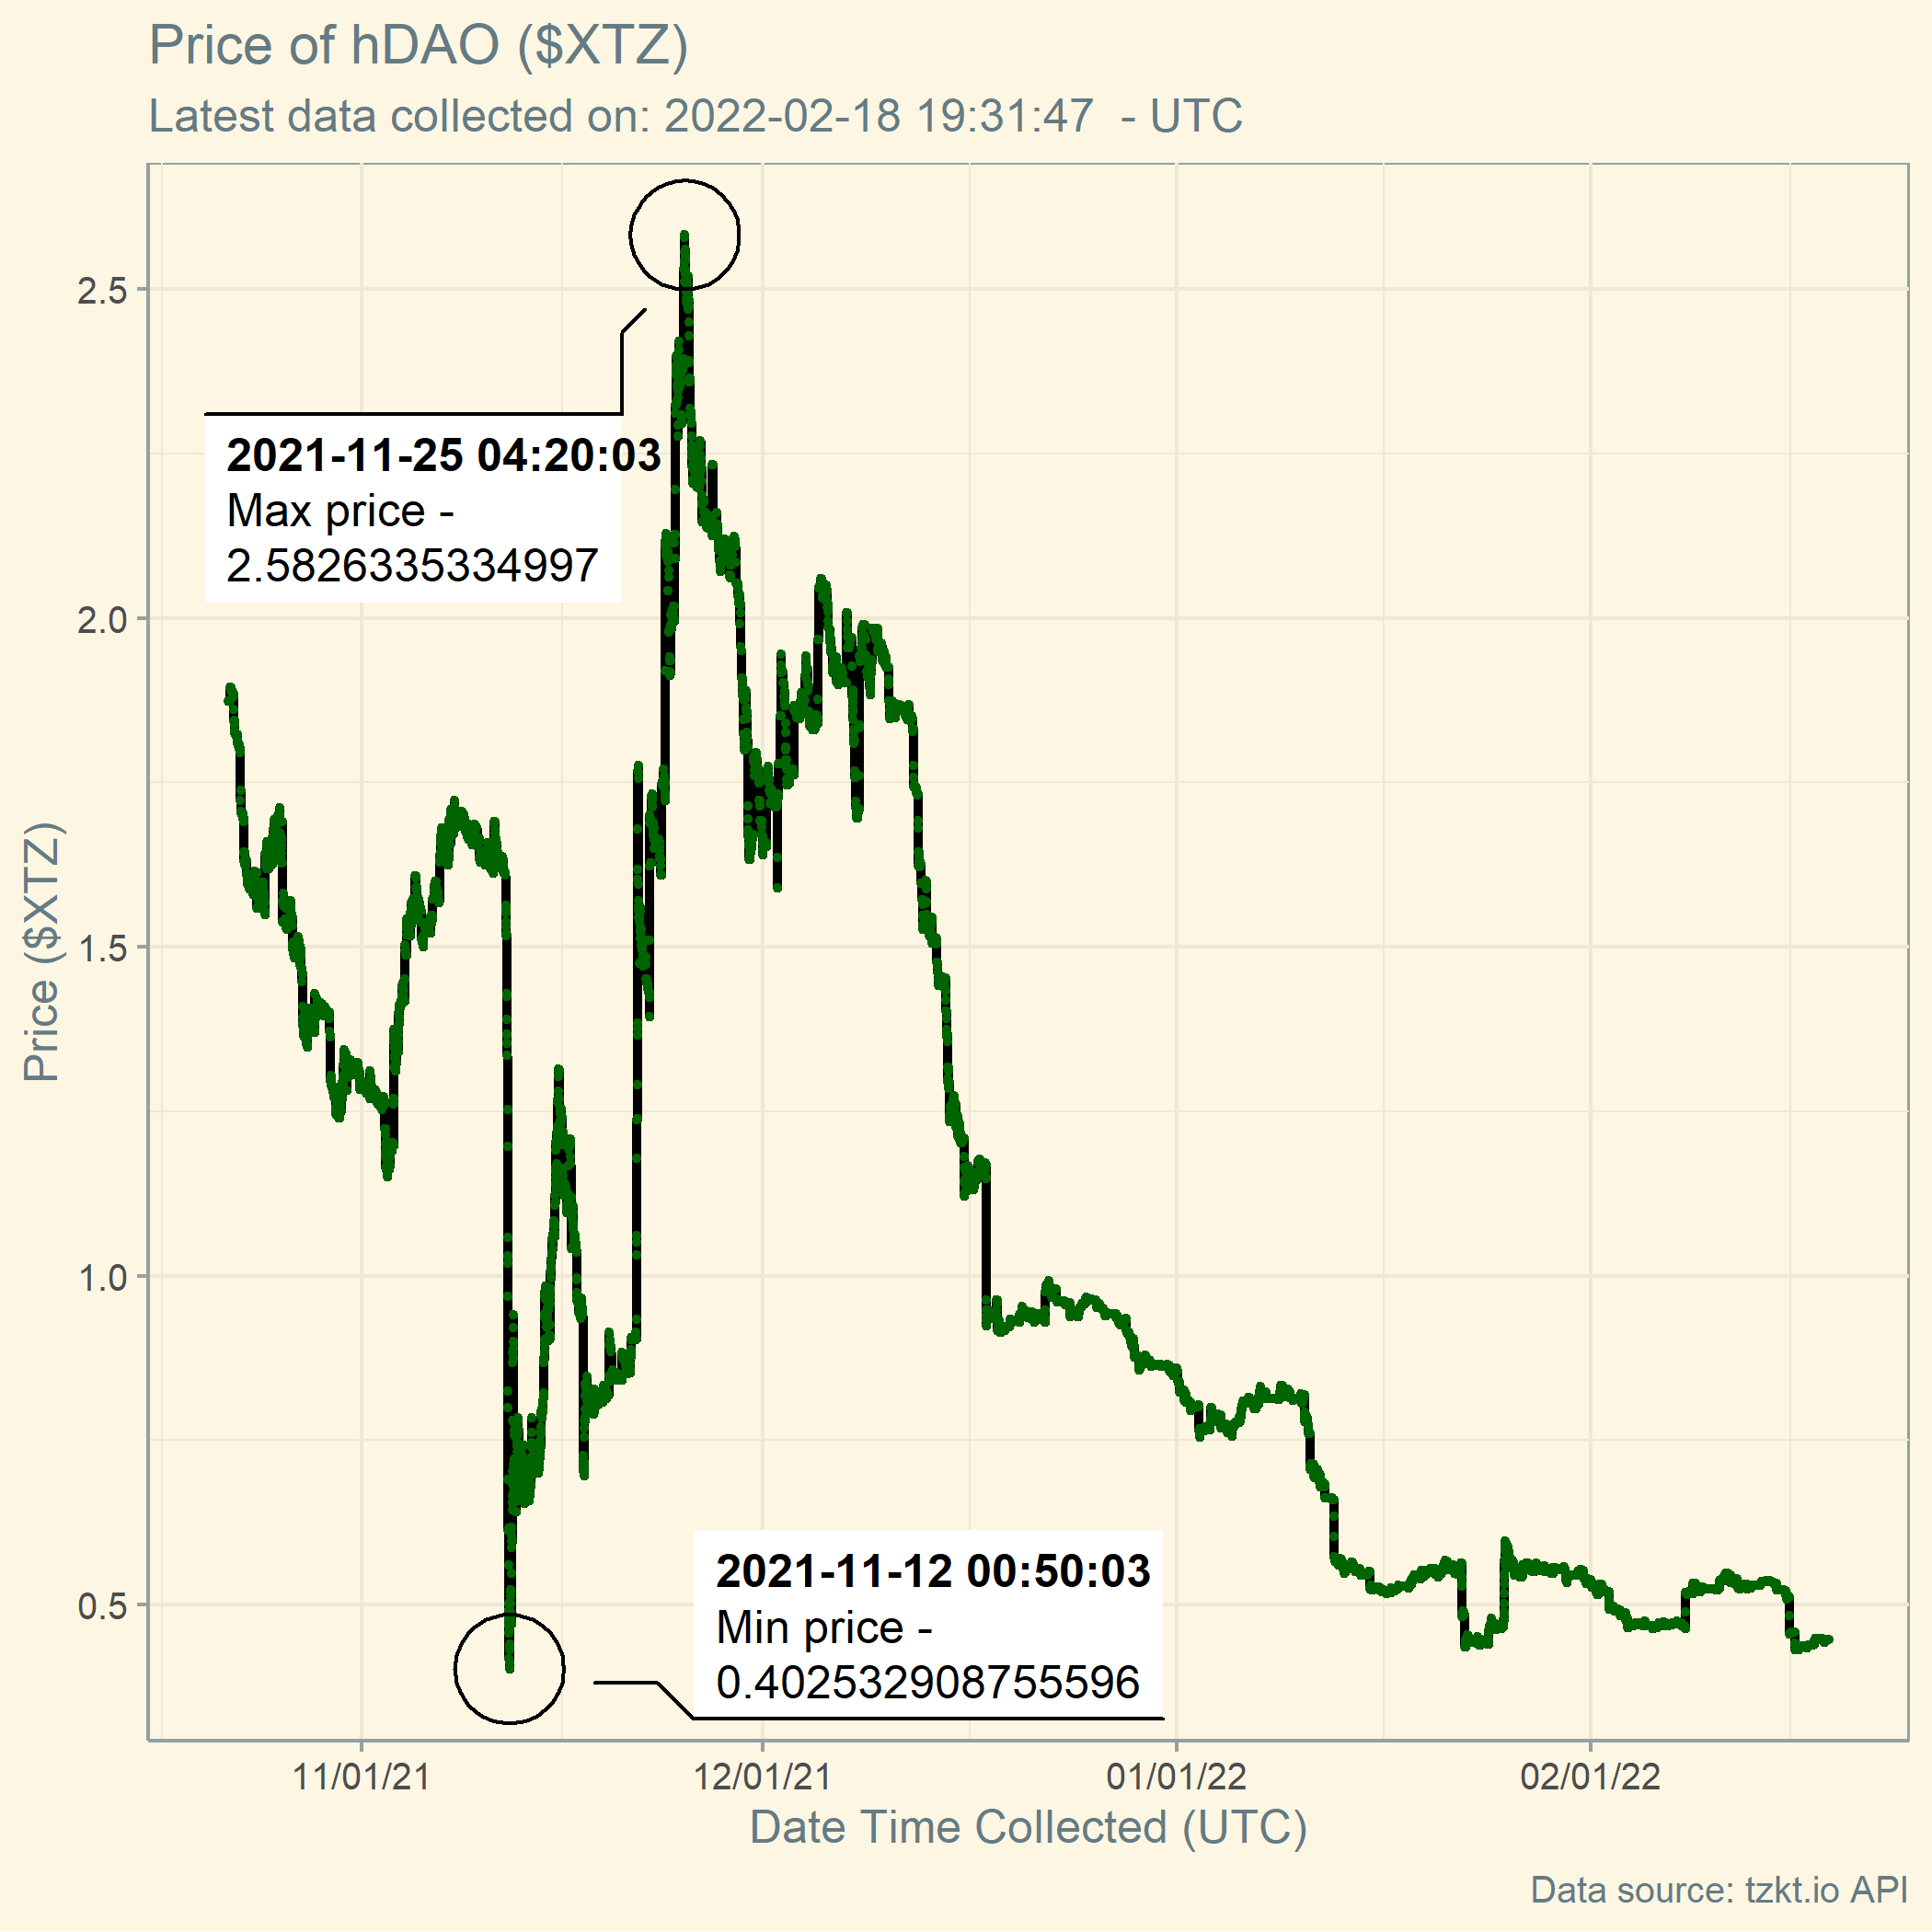 Price of hDAO ($XTZ)
Latest data collected on: 2022-02-18 19:31:47  - UTC
2.5
2.0
1.5
1.0
0.5
Price ($XTZ)
2021-11-25 04:20:03
Max price -
2.5826335334997
2021-11-12 00:50:03
Min price -
0.402532908755596
11/01/21
12/01/21
01/01/22
02/01/22
Date Time Collected (UTC)
Data source: tzkt.io API